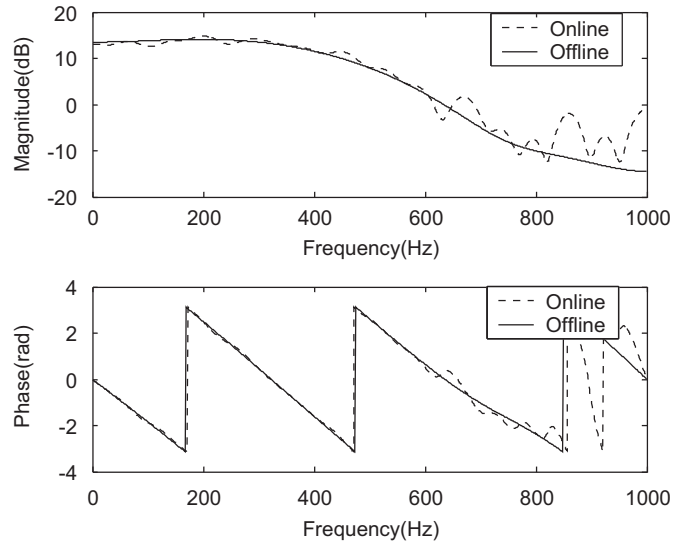 20
10
0
-10
-20
Magnitude(dB)
Online
Offline
0 200 400 600 800 1000
Frequency(Hz)
4
2
0
-2
-4
Phase(rad)
Online
Offline
0 200 400 600 800 1000
Frequency(Hz)